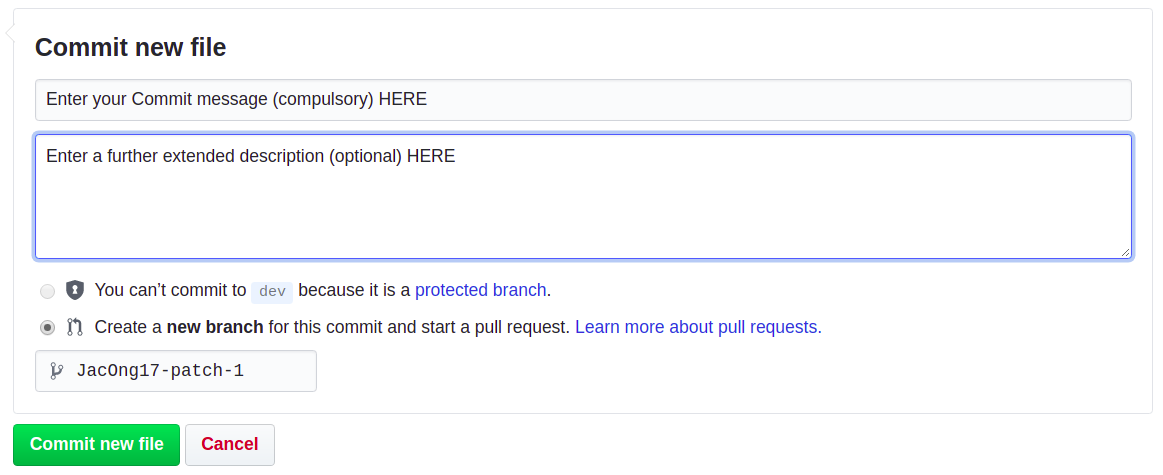 Commit new file
Enter your Commit message (compulsory) HERE
Enter a further extended description (optional) HERE
You can’t commit to dev because it is a protected branch.
Create a new branch for this commit and start a pull request. Learn more about pull requests.
JacOng17-patch-1
Commit new file Cancel